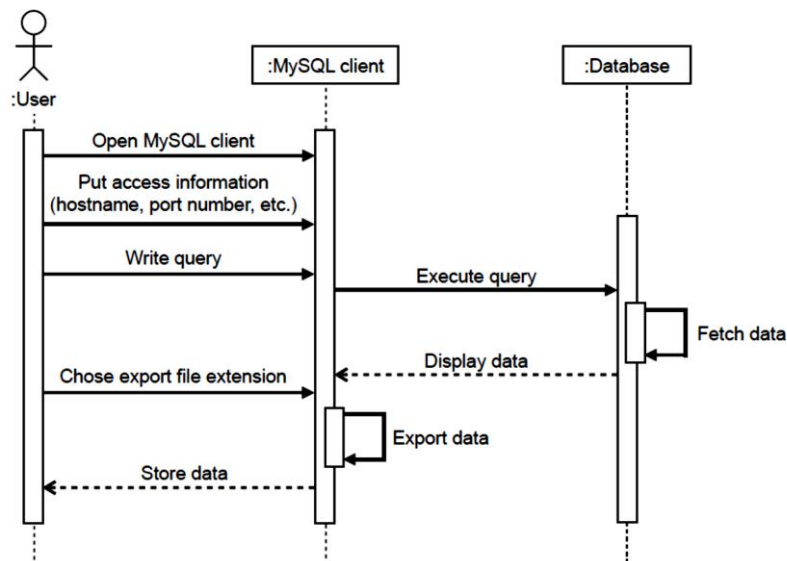 :MySQL client
:Database
:User
Open MySQL client
Put access information
(hostname, port number, etc.)
Write query
Execute query
Fetch data
Display data
Chose export file extension
Export data
Store data